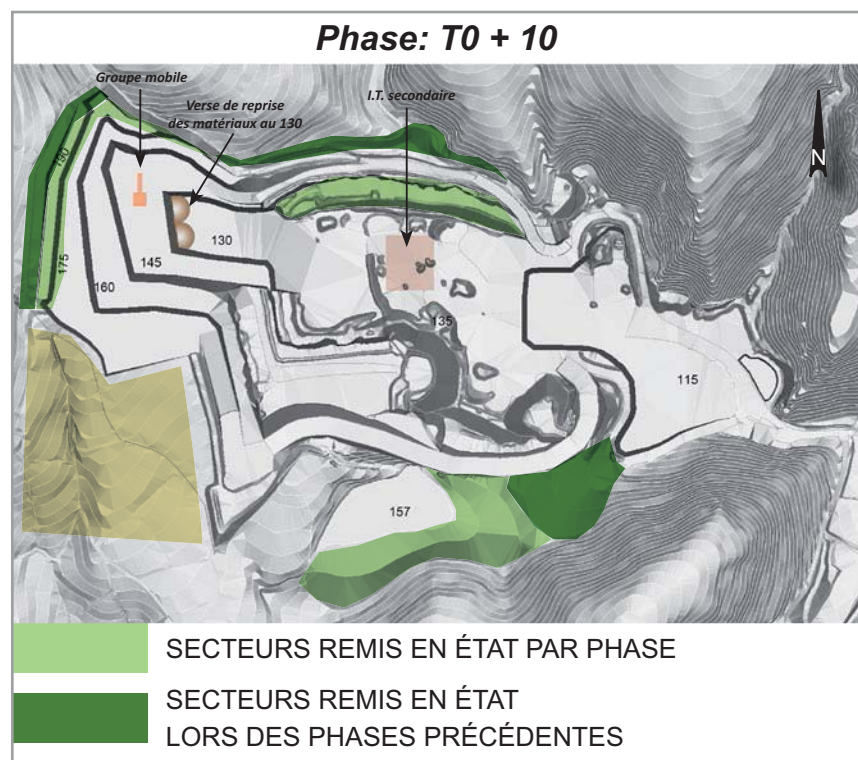 Phase: T0 + 10
Groupe mobile
Verse de reprise
des matériaux au 130
I.T. secondaire
N
190
175
160
145
130
135
115
157
SECTEURS REMIS EN ÉTAT PAR PHASE
SECTEURS REMIS EN ÉTAT
LORS DES PHASES PRÉCÉDENTES